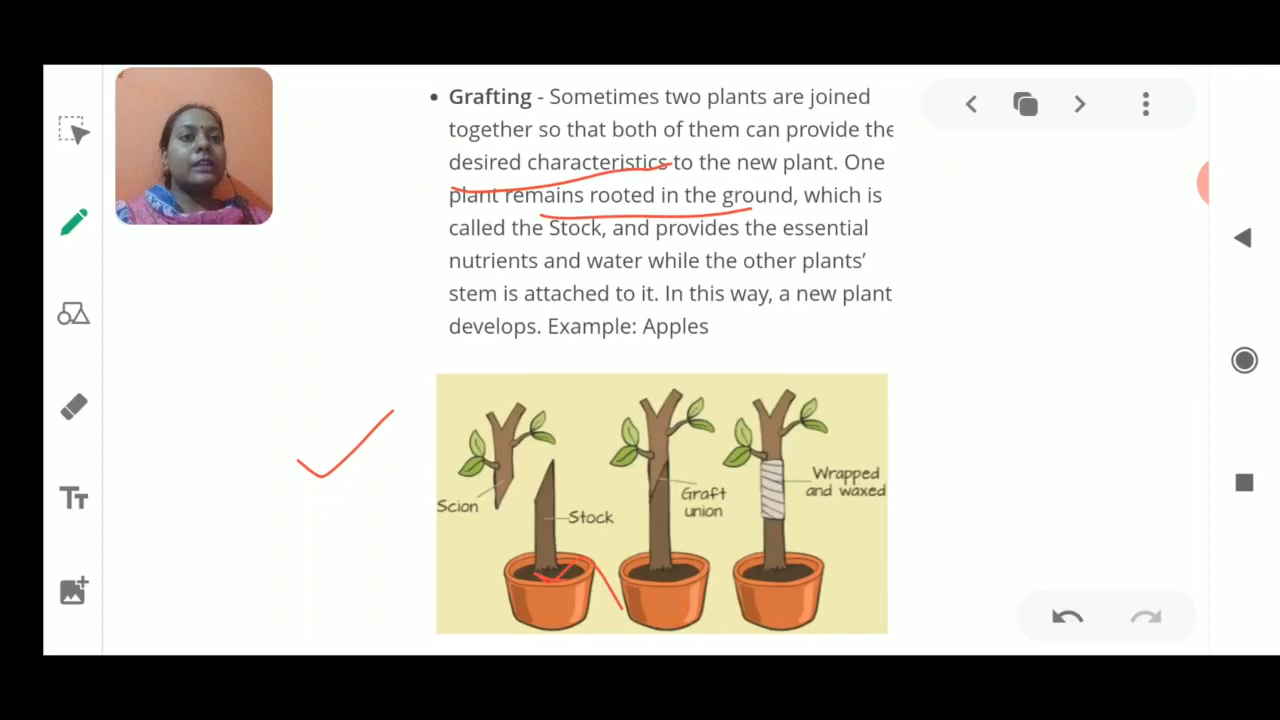 • Grafting - Sometimes two plants are joined
together so that both of them can provide the
desired characteristics to the new plant. One
plant remains rooted in the ground, which is
called the Stock, and provides the essential
nutrients and water while the other plants’
stem is attached to it. In this way, a new plant
develops. Example: Apples
Scion
Stock
Graft
union
Wrapped
and waxed
Tт